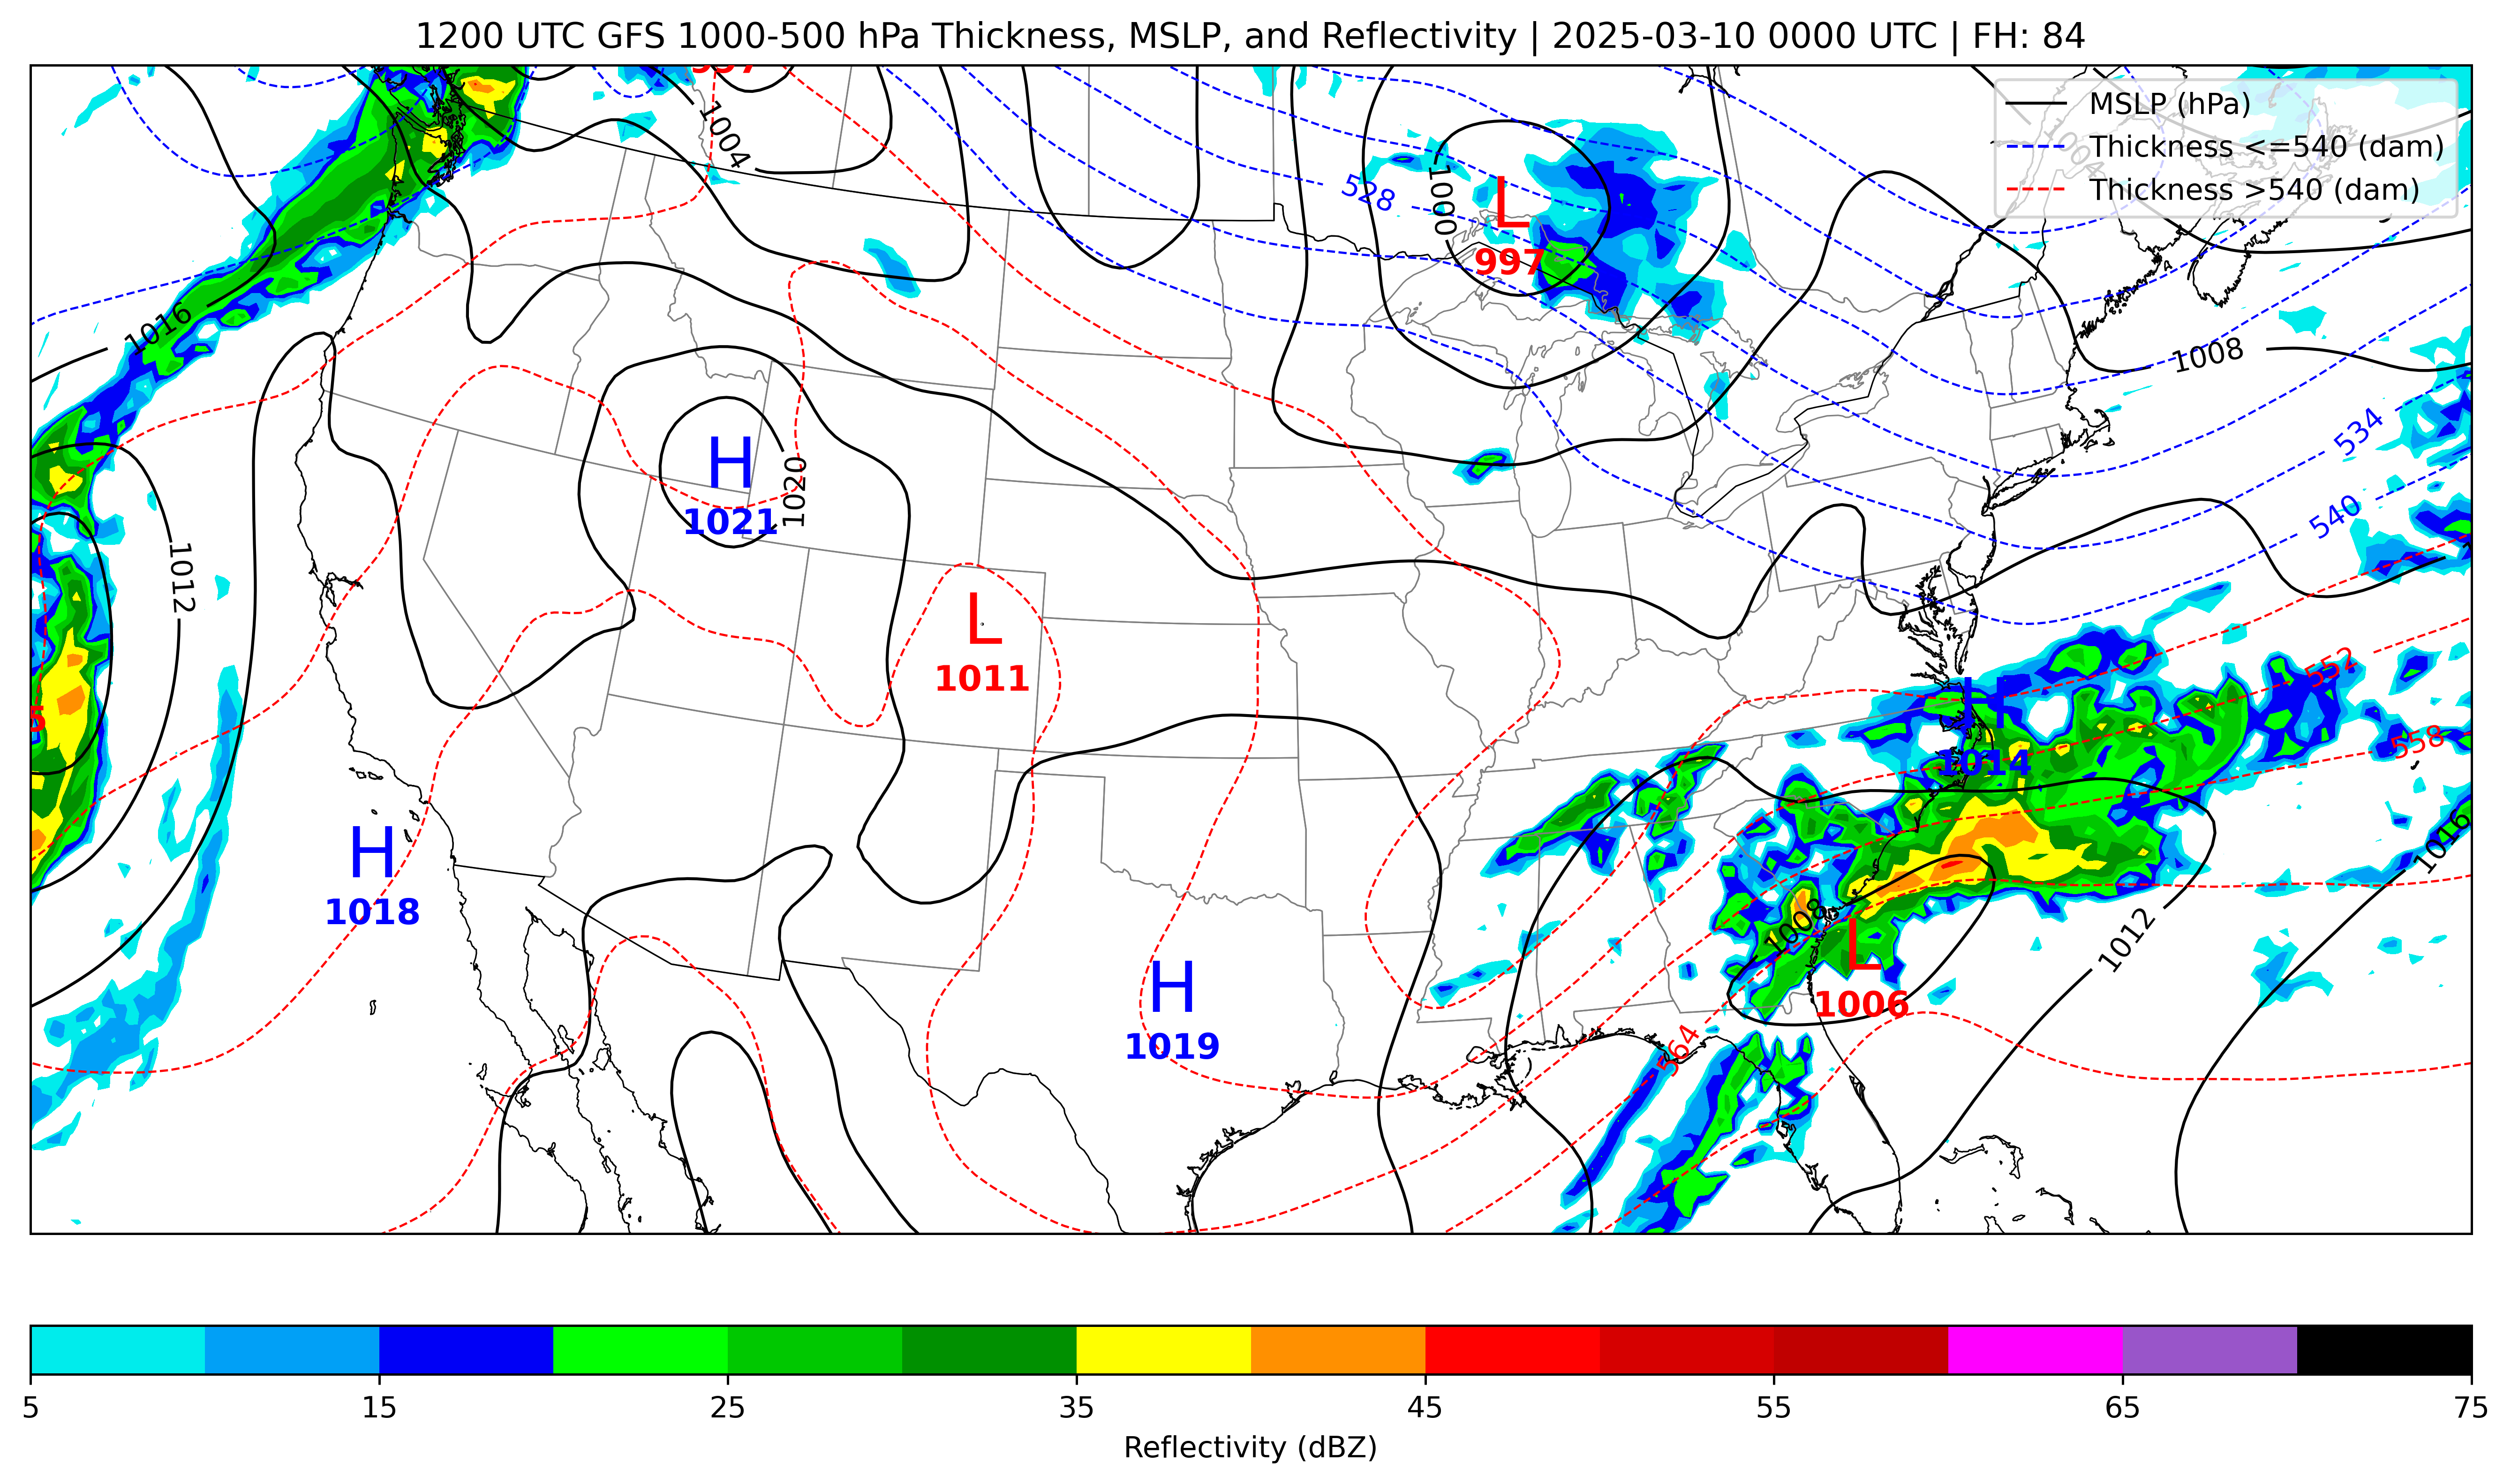 1200 UTC GFS 1000-500 hPa Thickness, MSLP, and Reflectivity | 2025-03-10 0000 UTC | FH: 84
MSLP (hPa)
Thickness <=540 (dam)
Thickness >540 (dam)
1004
1004
528
1000
L
997
1016
1008
534
H
1021
1020
540
1012
L
1011
552
H
1014
558
H
1018
1016
1008
L
1006
1012
H
1019
564
5
15
25
35
45
55
65
75
Reflectivity (dBZ)